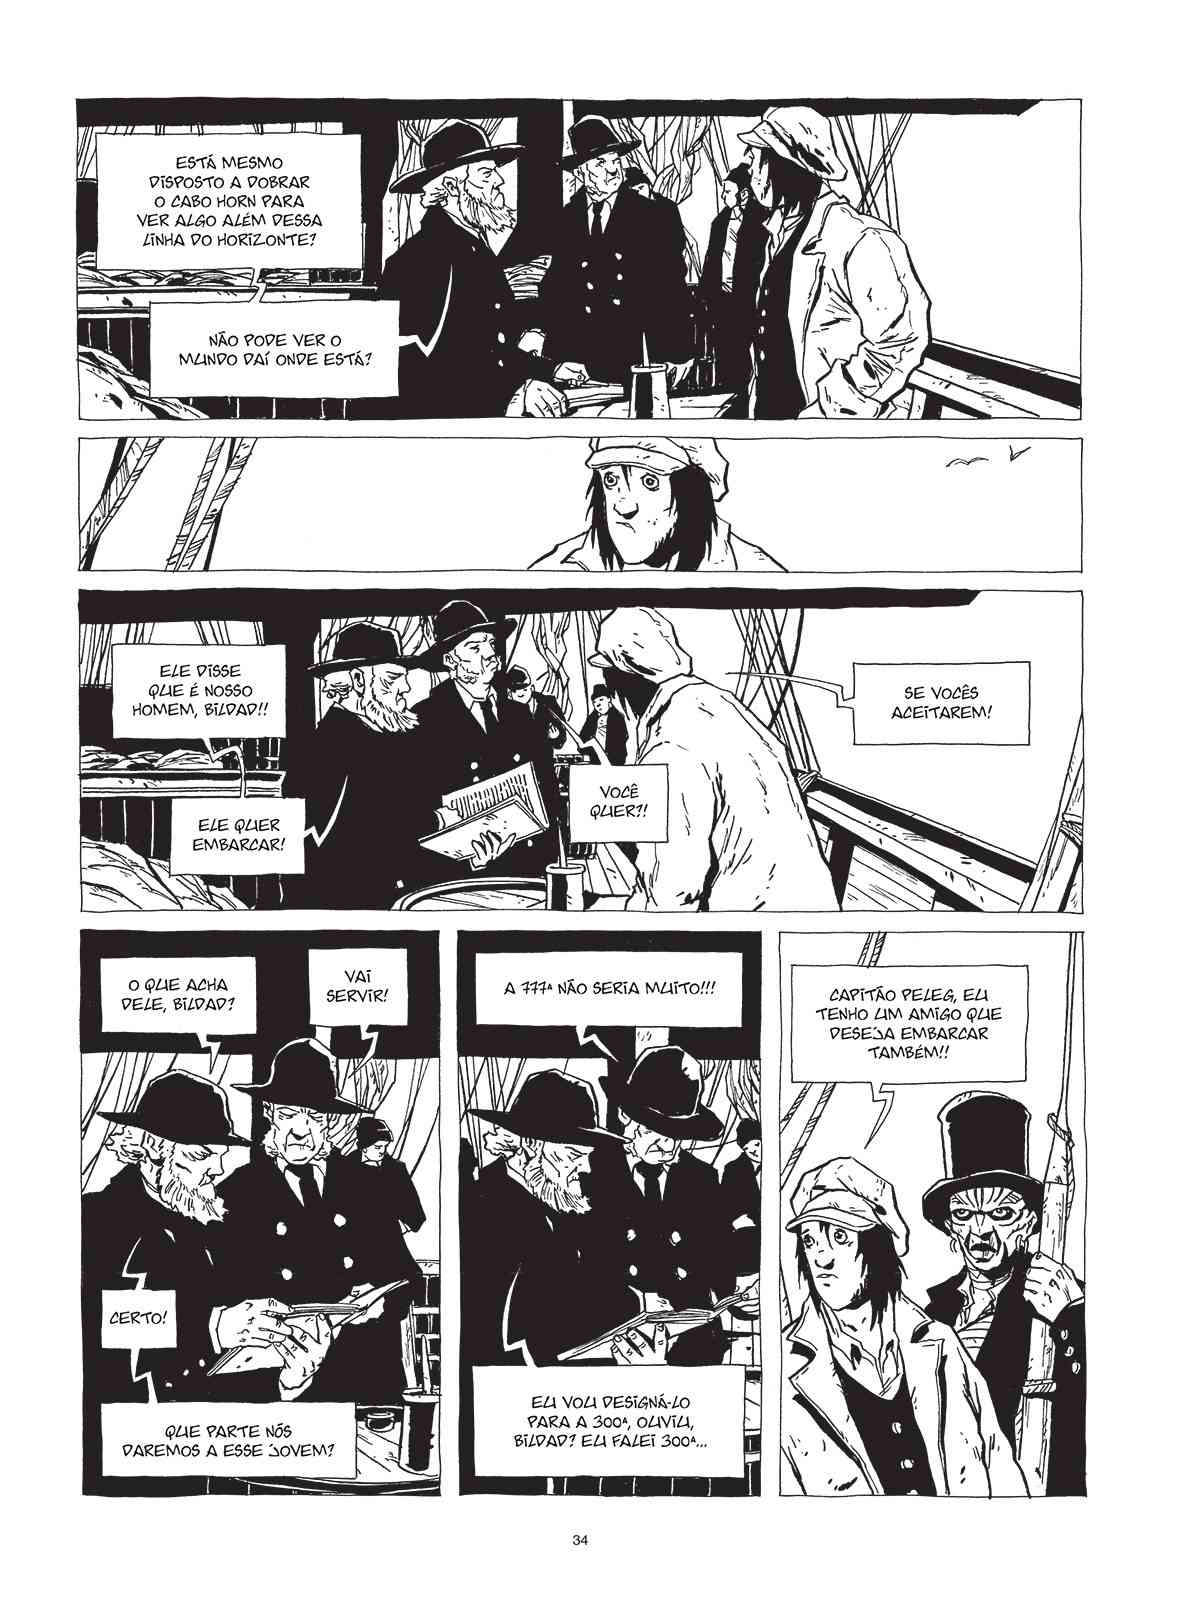 ESTÁ MESMO
DISPOSTO A DOBRAR
O CABO HORN PARA
VER ALGO ALÉM DESSA
LINHA DO HORIZONTE?
NÃO PODE VER O
MUNDO DAÍ ONDE ESTÁ?
ELE DISSE
QUE É NOSSO
HOMEM, BILDAD!!
ELE QUER
EMBARCAR!
VOCÊ
QUER?!
SE VOCÊS
ACEITAREM!
O QUE ACHA
DELE, BILDAD?
VAI
SERVIR!
CERTO!
QUE PARTE NÓS
DAREMOS A ESSE JOVEM?
A 777ª NÃO SERIA MUITO!!!
EU VOU DESIGNÁ-LO
PARA A 300ª, OUVIU,
BILDAD? EU FALEI 300ª...
CAPITÃO PELEG, EU
TENHO UM AMIGO QUE
DESEJA EMBARCAR
TAMBÉM!!
34